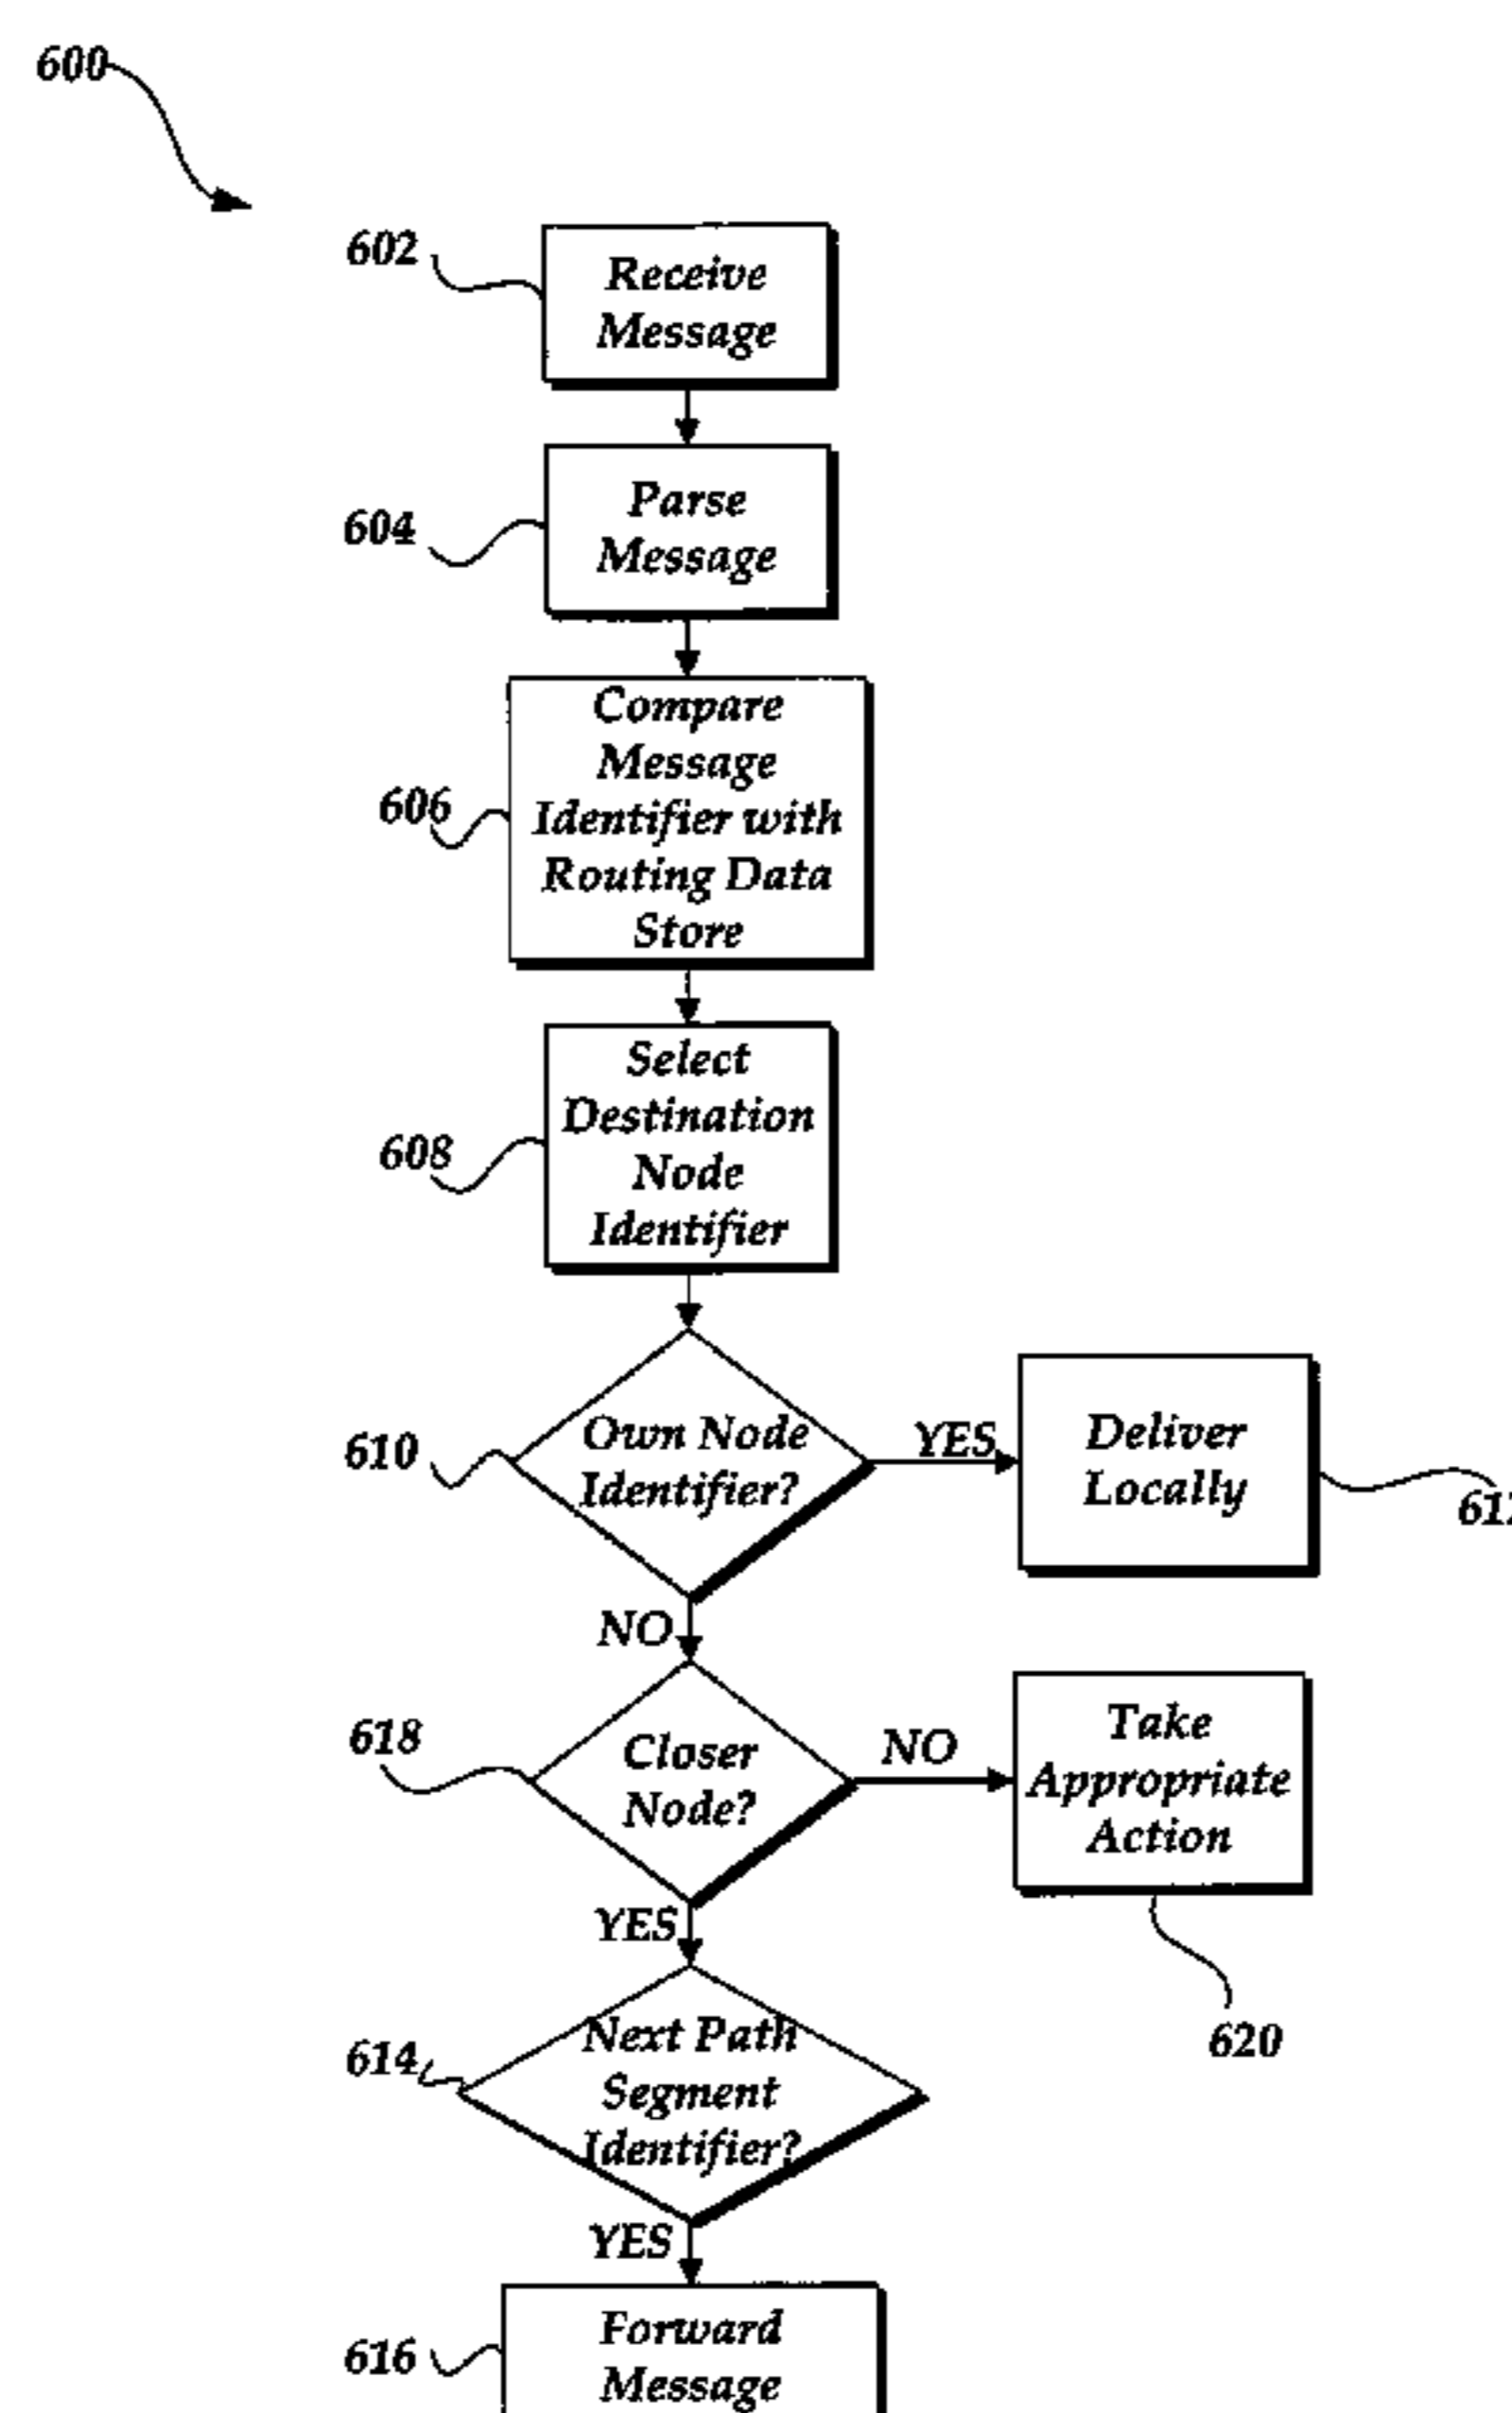 600
602
Receive
Message
604
Parse
Message
606
Compare
Message
Identifier with
Routing Data
Store
608
Select
Destination
Node
Identifier
610
Own Node
Identifier?
YES
Deliver
Locally
NO
618
Closer
Node?
NO
Take
Appropriate
Action
620
YES
614
Next Path
Segment
Identifier?
YES
616
Forward
Message